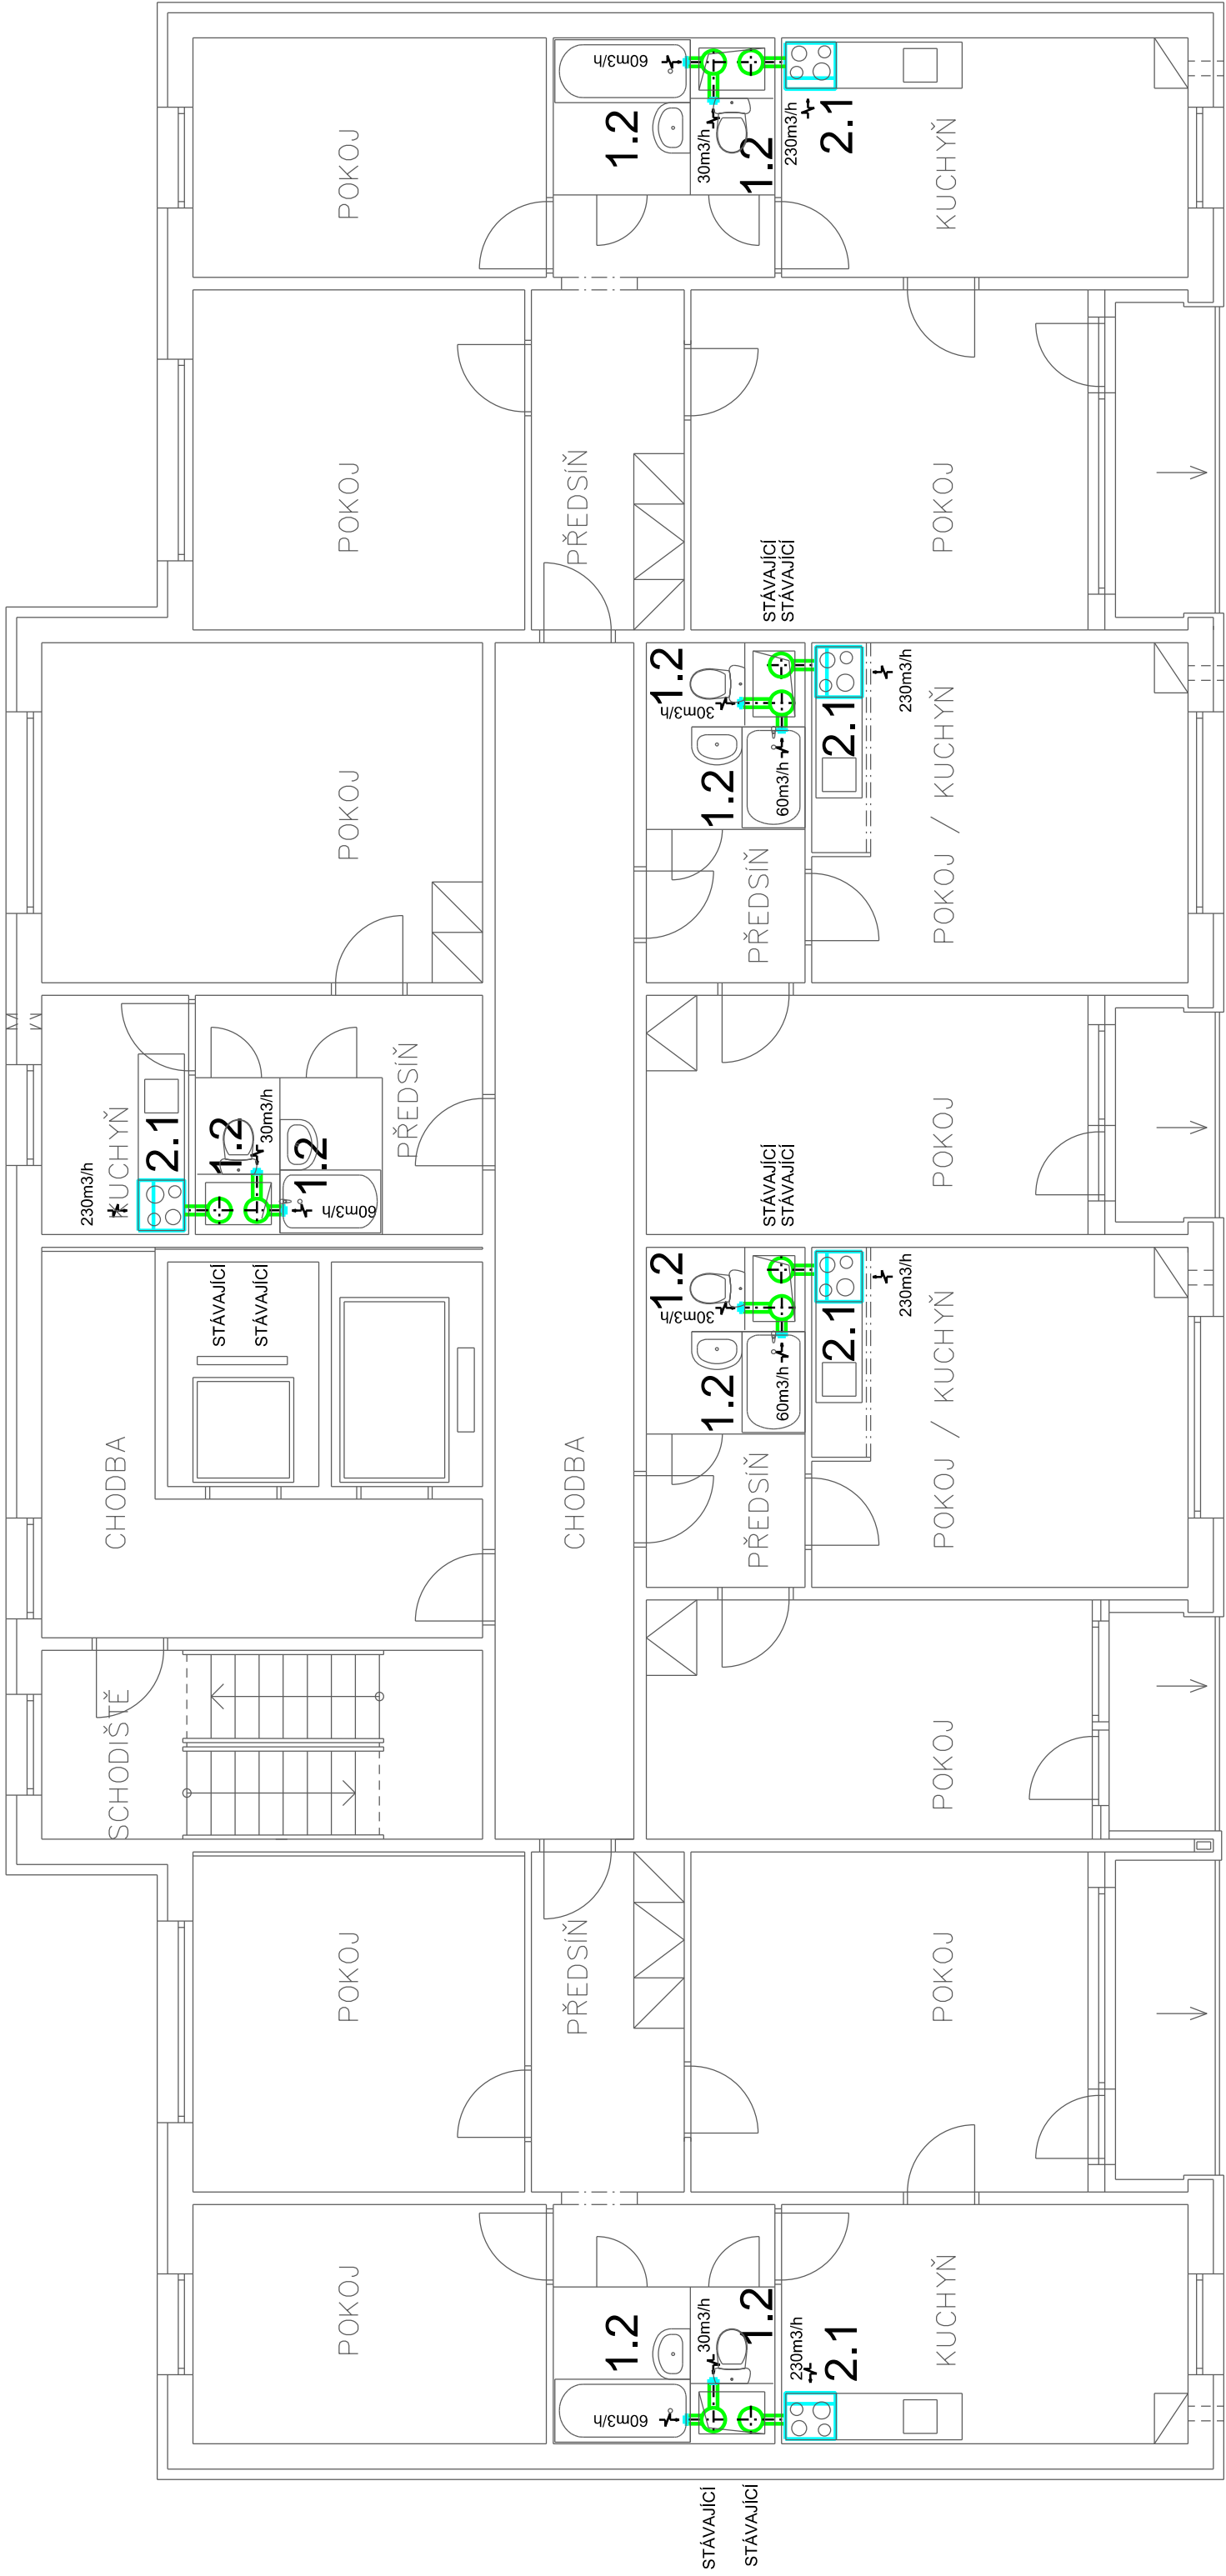 POKOJ
60m3/h
1.2
30m3/h
1.2
230m3/h
2.1
KUCHYŇ
POKOJ
PŘEDSÍŇ
POKOJ
STÁVAJÍCÍ
STÁVAJÍCÍ
POKOJ
1.2
30m3/h
1.2
60m3/h
2.1
230m3/h
PŘEDSÍŇ
POKOJ / KUCHYŇ
230m3/h
KUCHYŇ
2.1
1.2
30m3/h
1.2
60m3/h
PŘEDSÍŇ
POKOJ
STÁVAJÍCÍ
STÁVAJÍCÍ
STÁVAJÍCÍ
STÁVAJÍCÍ
CHODBA
CHODBA
1.2
30m3/h
1.2
60m3/h
2.1
230m3/h
PŘEDSÍŇ
POKOJ / KUCHYŇ
SCHODIŠTĚ
POKOJ
POKOJ
PŘEDSÍŇ
POKOJ
POKOJ
1.2
60m3/h
30m3/h
1.2
230m3/h
2.1
KUCHYŇ
STÁVAJÍCÍ
STÁVAJÍCÍ